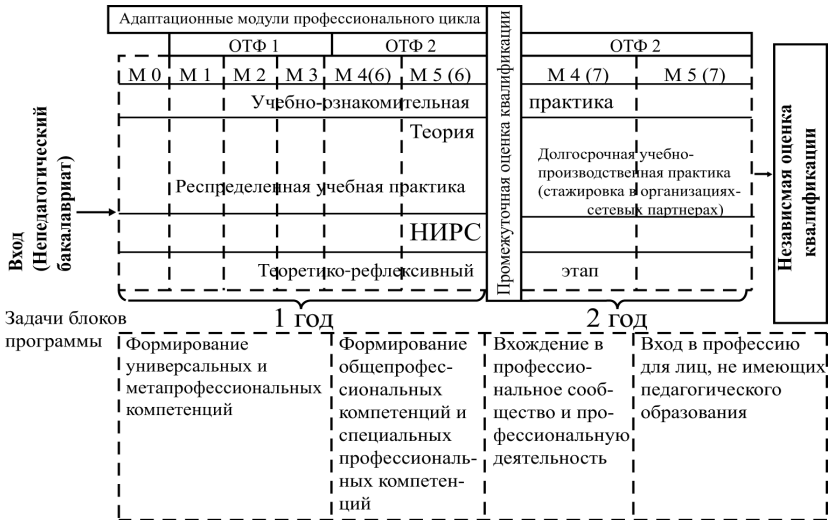 Адаптационные модули профессионального цикла
ОТФ 1
ОТФ 2
ОТФ 2
М 0
М 1
М 2
М 3
М 4(6)
М 5 (6)
М 4 (7)
М 5 (7)
Учебно-ознакомительная
практика
Теория
Респределенная учебная практика
Долгосрочная учебно-
производственная практика
(стажировка в организациях-
сетевых партнерах)
НИРС
Теоретико-рефлексивный
этап
Промежуточная оценка квалификации
Вход
(Непедагогический
бакалавриат)
Независмая оценка
квалификации
1 год
2 год
Задачи блоков
программы
Формирование
универсальных и
метапрофессиональных
компетенций
Формирование
общепрофес-
сиональных
компетенций и
специальных
профессиональ-
ных компетен-
ций
Вхождение в
профессио-
нальное сооб-
щество и про-
фессиональную
деятельность
Вход в профессию
для лиц, не имеющих
педагогического
образования